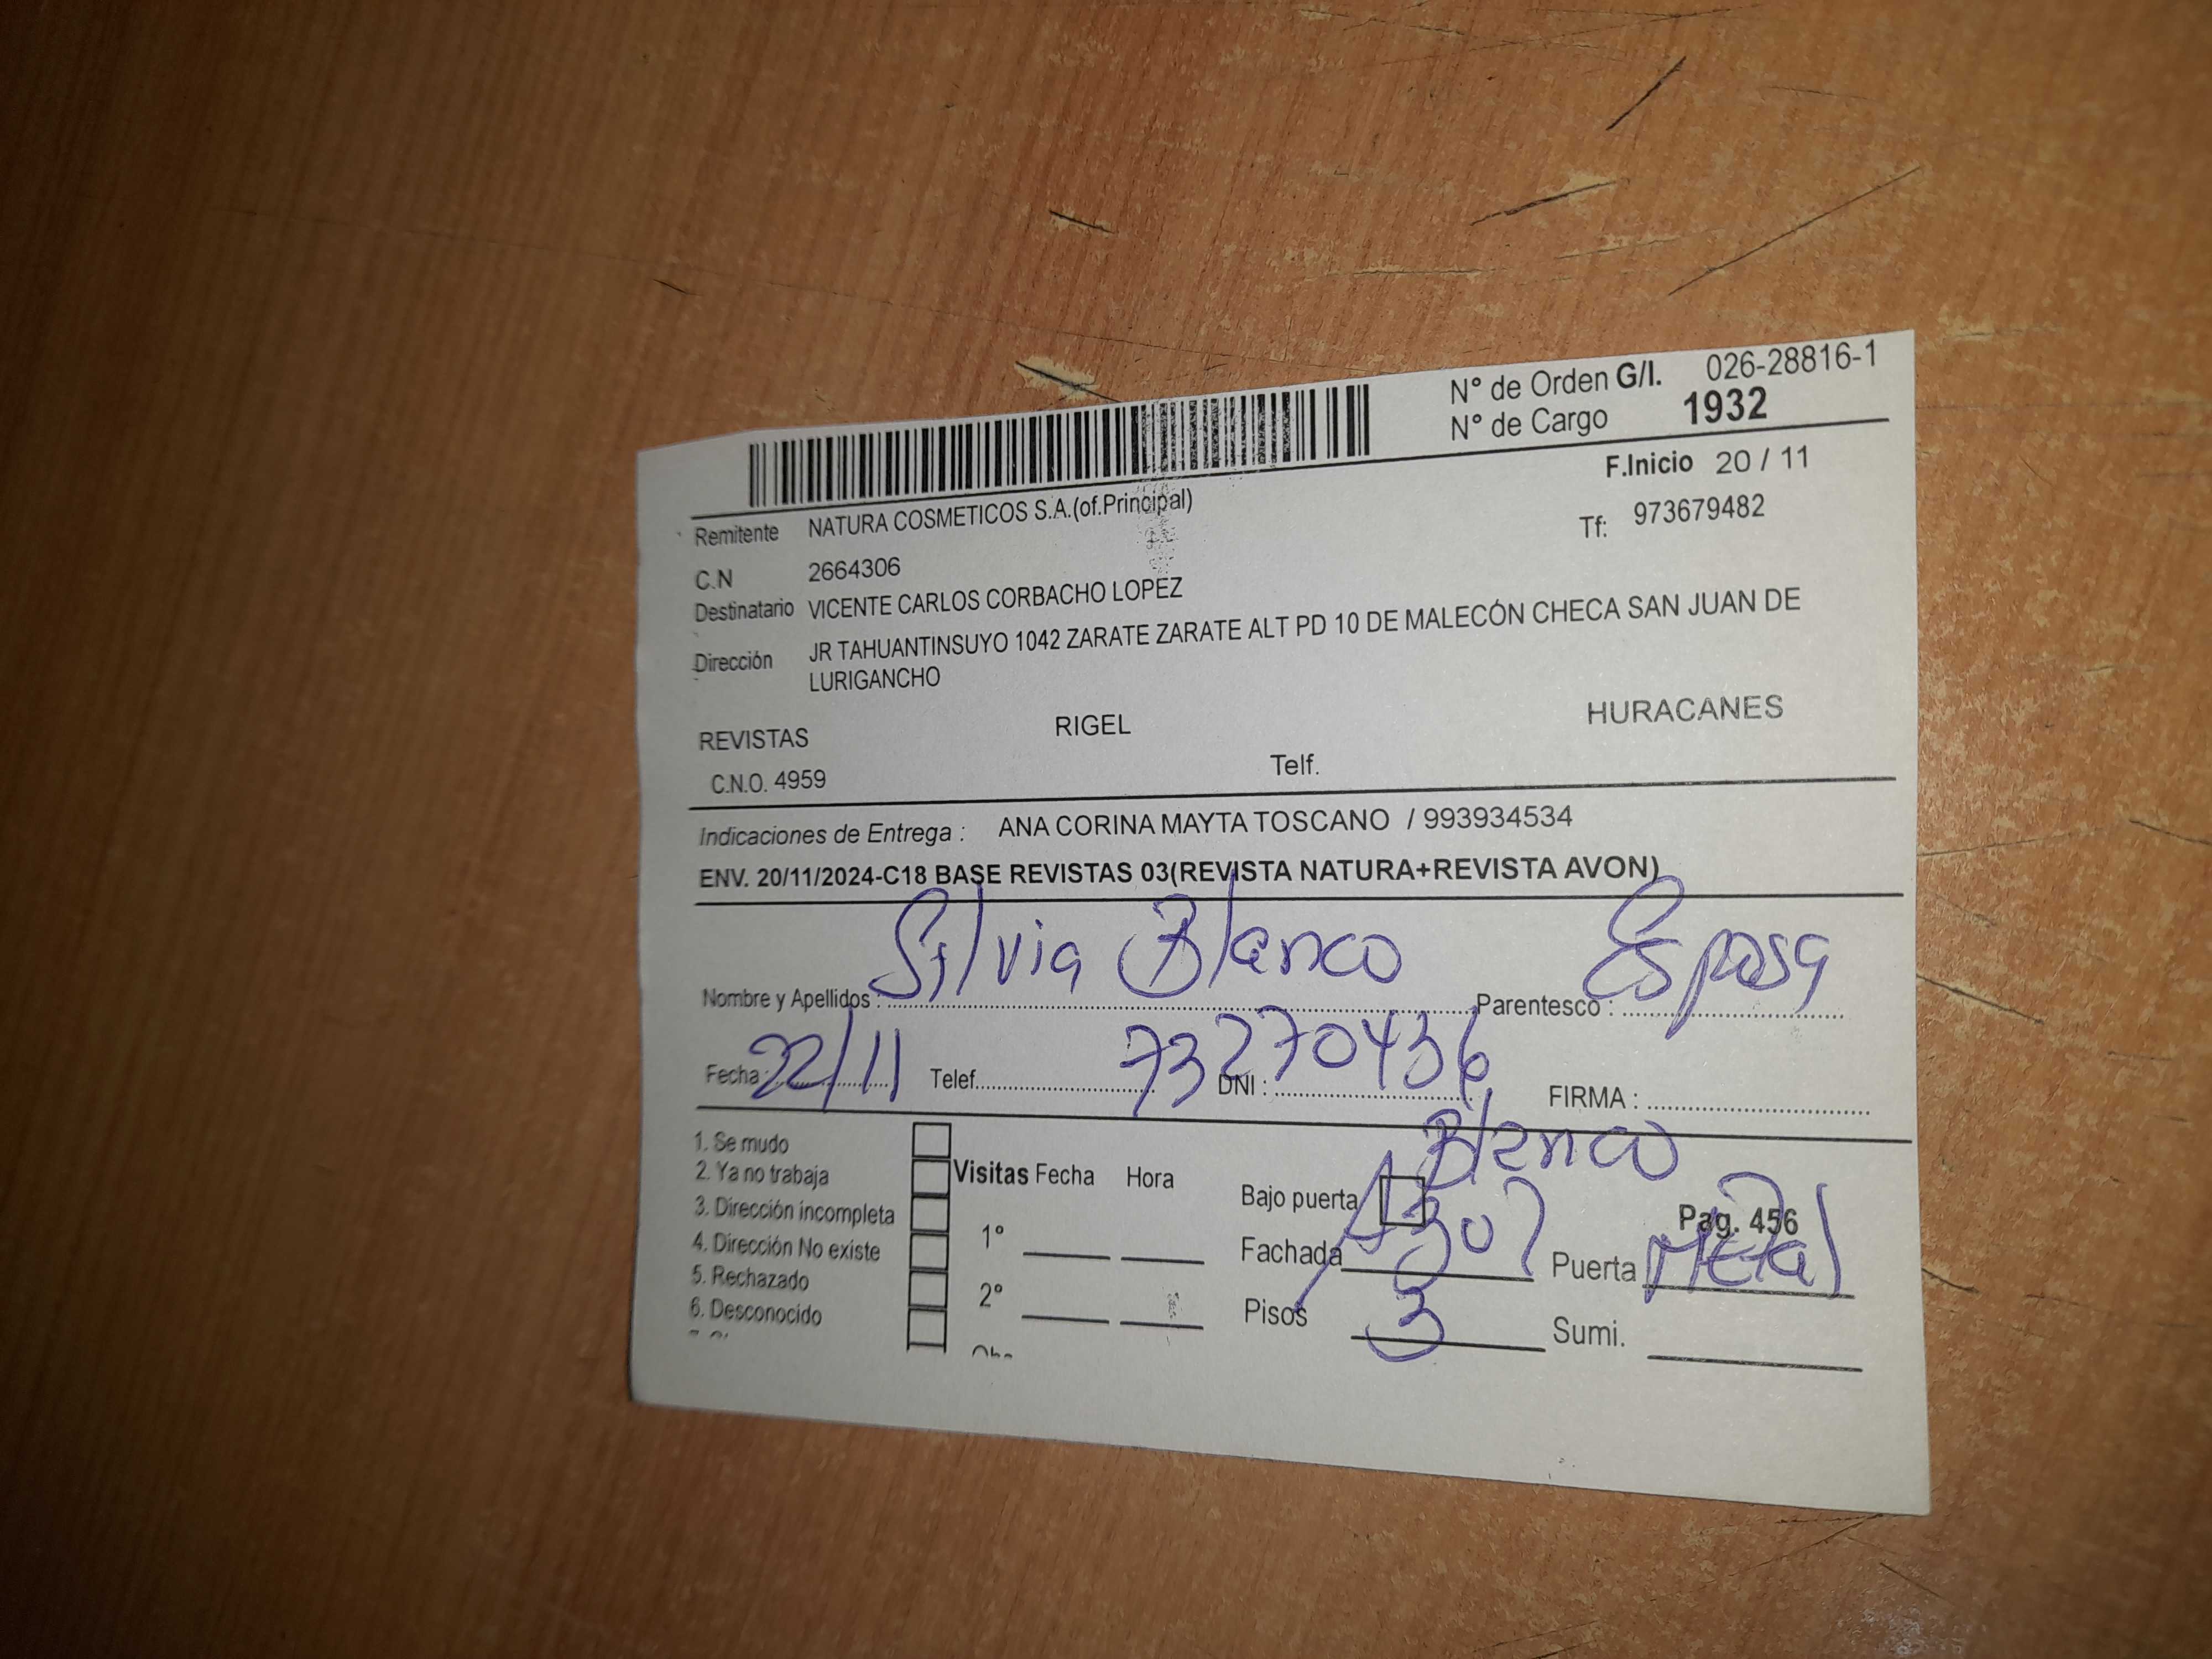 N° de Orden G/I. 026-28816-1
N° de Cargo 1932
F.Inicio 20 / 11
Remitente NATURA COSMETICOS S.A.(of.Principal)
Tf: 973679482
C.N 2664306
Destinatario VICENTE CARLOS CORBACHO LOPEZ
Dirección JR TAHUANTINSUYO 1042 ZARATE ZARATE ALT PD 10 DE MALECÓN CHECA SAN JUAN DE
LURIGANCHO
REVISTAS RIGEL HURACANES
C.N.O. 4959 Telf.
Indicaciones de Entrega : ANA CORINA MAYTA TOSCANO / 993934534
ENV. 20/11/2024-C18 BASE REVISTAS 03(REVISTA NATURA+REVISTA AVON)
Nombre y Apellidos : Silvia Blanco Parentesco : Esposa
Fecha : 22/11 Telef. DNI : 73270436 FIRMA :
Blanco
1. Se mudo
2. Ya no trabaja
3. Dirección incompleta
4. Dirección No existe
5. Rechazado
6. Desconocido
Visitas Fecha Hora
1°
2°
Bajo puerta
Pag. 456
Fachada Puerta Metal
Pisos 3 Sumi.